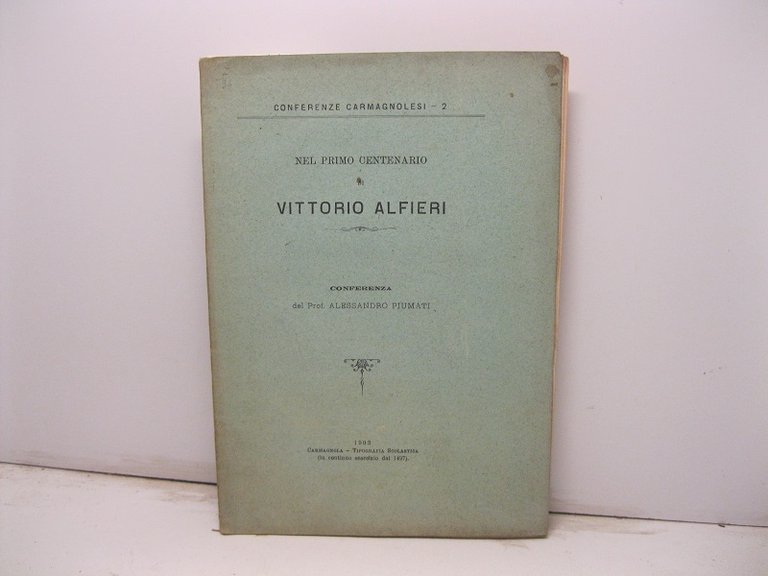 CONFERENZE CARMAGNOLESI - 2
NEL PRIMO CENTENARIO
VITTORIO ALFIERI
CONFERENZA
del Prof. ALESSANDRO PIUMATI
1903
CARMAGNOLA - TIPOGRAFIA SCOLASTICA
(in continuo esercizio dal 1497).